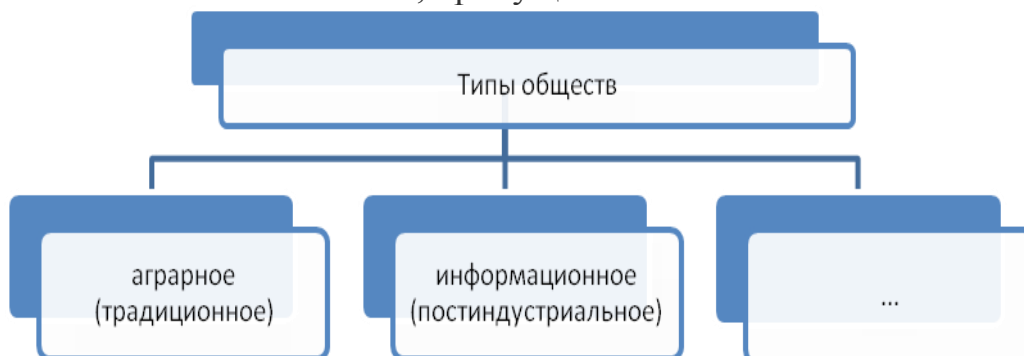 Типы обществ
аграрное
(традиционное)
информационное
(постиндустриальное)
...